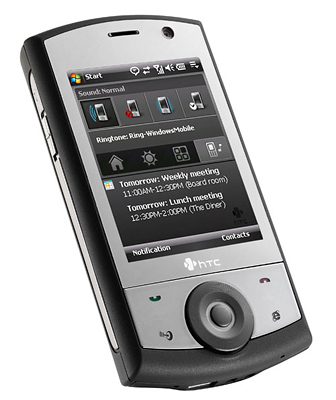 Start
Sound: Normal
Ringtone: Ring-WindowsMobile
Tomorrow: Weekly meeting
11:00AM-12:30PM (Board room)
Tomorrow: Lunch meeting
12:30PM-2:00PM (The Diner)
Notification Contacts
hTC